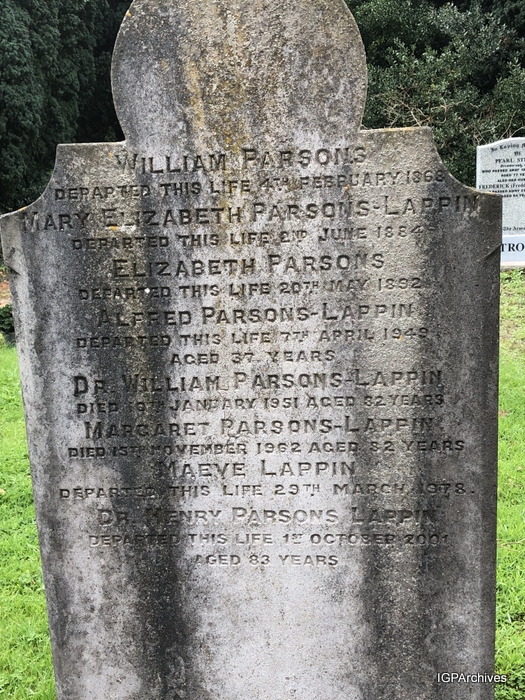 WILLIAM PARSONS
DEPARTED THIS LIFE 4TH FEBRUARY 1868
MARY ELIZABETH PARSONS-LAPPIN
DEPARTED THIS LIFE 2ND JUNE 1884
ELIZABETH PARSONS
DEPARTED THIS LIFE 20TH MAY 1892
ALFRED PARSONS-LAPPIN
DEPARTED THIS LIFE 7TH APRIL 1949
AGED 37 YEARS
DR. WILLIAM PARSONS-LAPPIN
DIED 10TH JANUARY 1951 AGED 82 YEARS
MARGARET PARSONS-LAPPIN
DIED 1ST NOVEMBER 1962 AGED 82 YEARS
MAEVE LAPPIN
DEPARTED THIS LIFE 29TH MARCH 1978.
DR. HENRY PARSONS LAPPIN
DEPARTED THIS LIFE 1ST OCTOBER 2001
AGED 83 YEARS
In Loving
PEARL
FREDERICK
TRO
IGPArchives